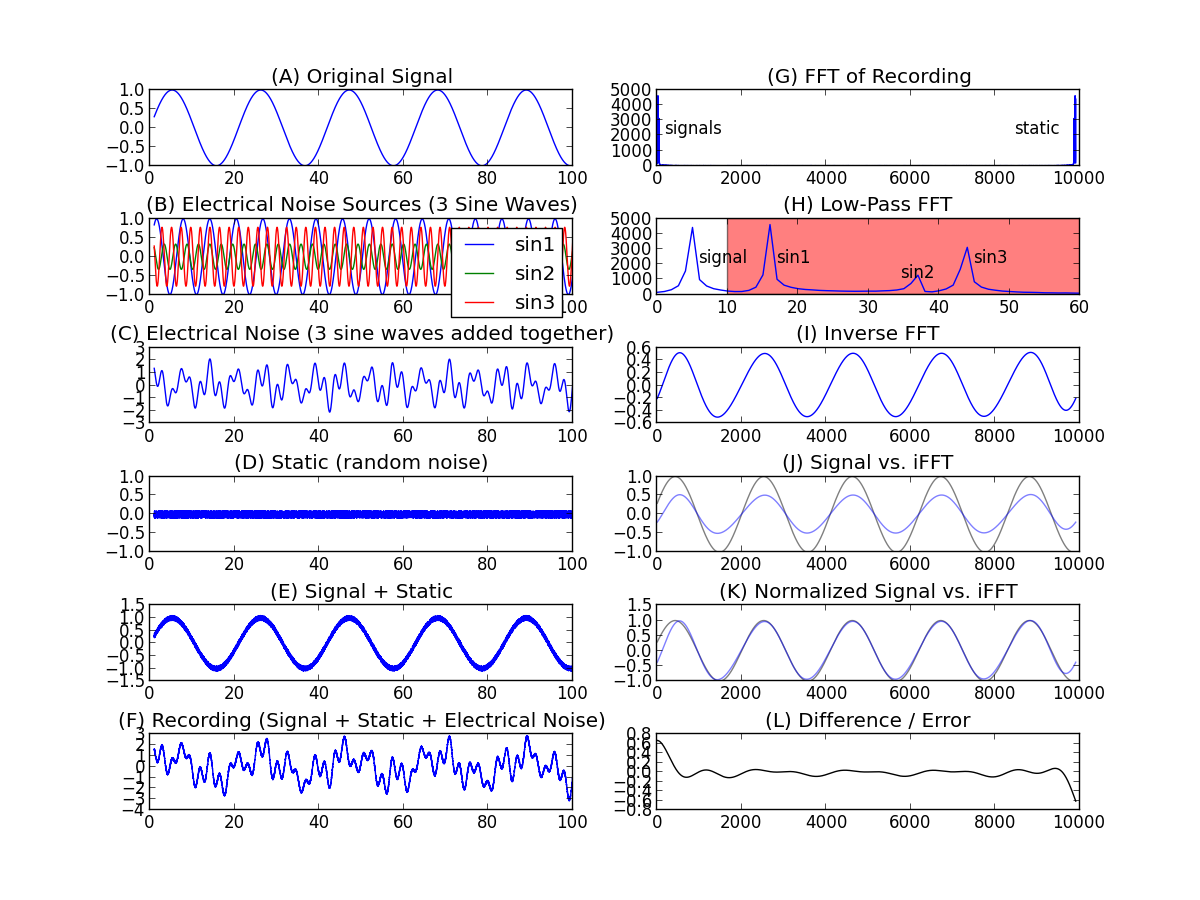 (A) Original Signal
1.0
0.5
0.0
−0.5
−1.0
0 20 40 60 80 100
(B) Electrical Noise Sources (3 Sine Waves)
1.0
0.5
0.0
−0.5
−1.0
sin1
sin2
sin3
0 20 40 60 80 100
(C) Electrical Noise (3 sine waves added together)
3
2
1
0
−1
−2
−3
0 20 40 60 80 100
(D) Static (random noise)
1.0
0.5
0.0
−0.5
−1.0
0 20 40 60 80 100
(E) Signal + Static
1.5
1.0
0.5
0.0
−0.5
−1.0
−1.5
0 20 40 60 80 100
(F) Recording (Signal + Static + Electrical Noise)
3
2
1
0
−1
−2
−3
−4
0 20 40 60 80 100
(G) FFT of Recording
5000
4000
3000
2000
1000
0
signals static
0 2000 4000 6000 8000 10000
(H) Low-Pass FFT
5000
4000
3000
2000
1000
0
signal sin1 sin2 sin3
0 10 20 30 40 50 60
(I) Inverse FFT
0.6
0.4
0.2
0.0
−0.2
−0.4
−0.6
0 2000 4000 6000 8000 10000
(J) Signal vs. iFFT
1.0
0.5
0.0
−0.5
−1.0
0 2000 4000 6000 8000 10000
(K) Normalized Signal vs. iFFT
1.5
1.0
0.5
0.0
−0.5
−1.0
0 2000 4000 6000 8000 10000
(L) Difference / Error
0.8
0.6
0.4
0.2
0.0
−0.2
−0.4
−0.6
−0.8
0 2000 4000 6000 8000 10000